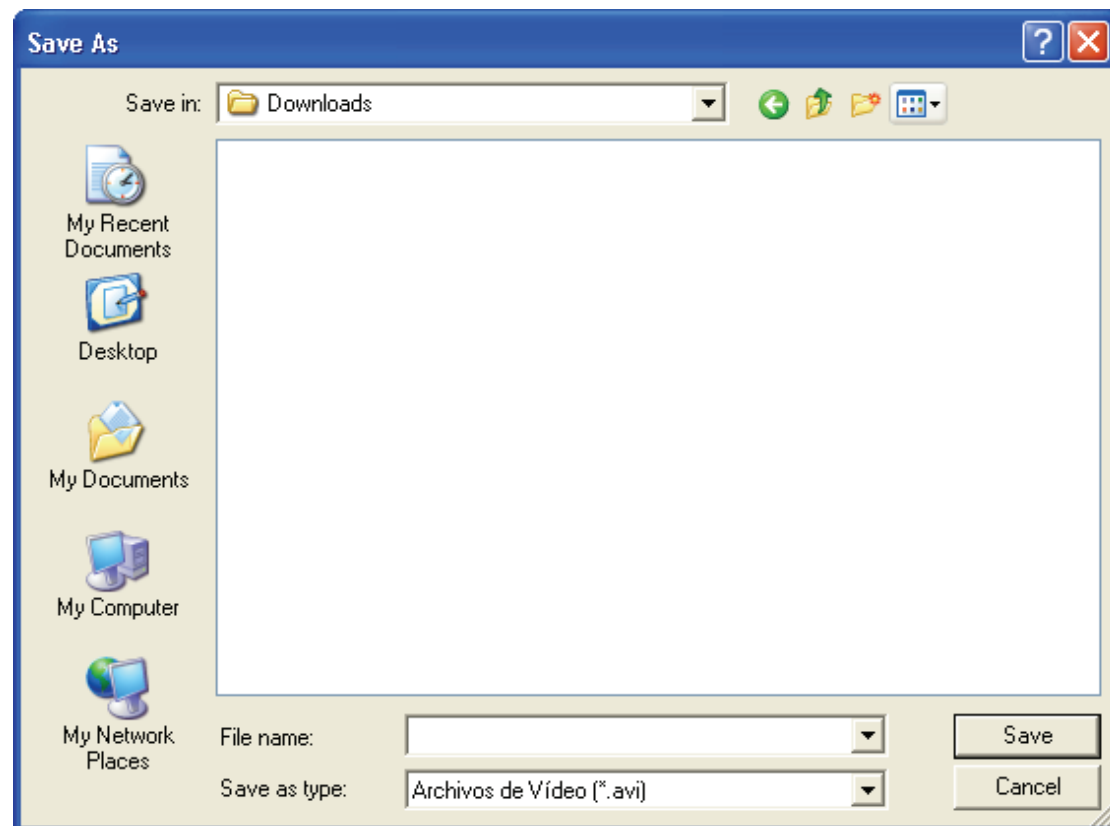 Save As
Save in:
Downloads
My Recent
Documents
Desktop
My Documents
My Computer
My Network
Places
File name:
Save
Save as type:
Archivos de Vídeo (*.avi)
Cancel